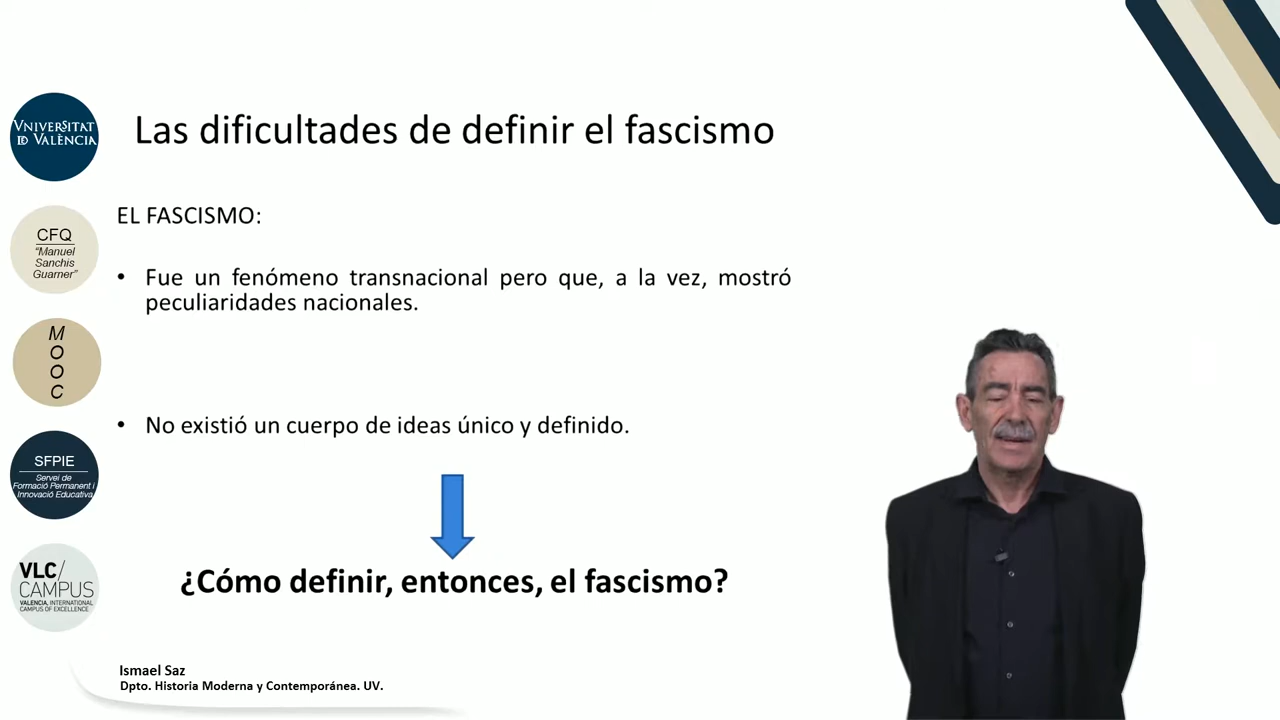 Las dificultades de definir el fascismo
EL FASCISMO:
• Fue un fenómeno transnacional pero que, a la vez, mostró
peculiaridades nacionales.
• No existió un cuerpo de ideas único y definido.
¿Cómo definir, entonces, el fascismo?
Ismael Saz
Dpto. Historia Moderna y Contemporánea. UV.
VNIVERSITAT
DE VALÈNCIA
CFQ
"Manuel
Sanchis
Guarner"
M
O
O
C
SFPIE
Servei de
Formació Permanent i
Innovació Educativa
VLC/
CAMPUS
VALENCIA, INTERNATIONAL
CAMPUS OF EXCELLENCE